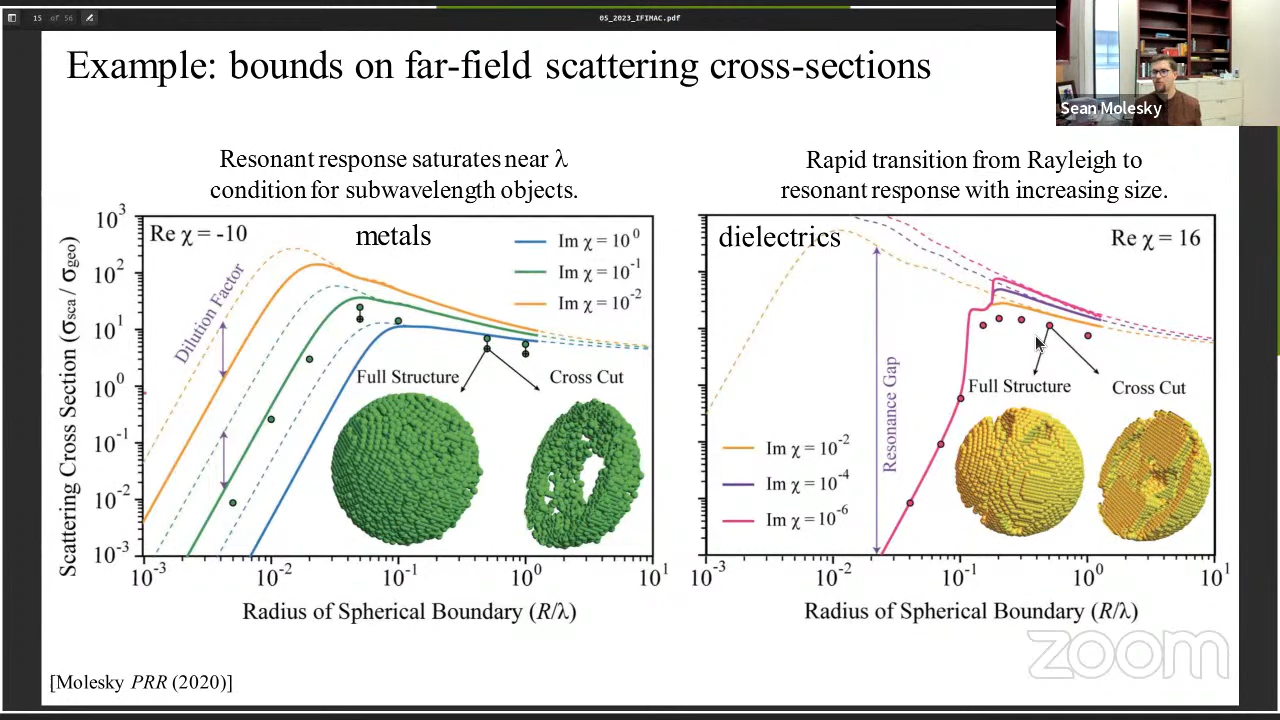 15 of 56
05_2023_IFIMAC.pdf
Example: bounds on far-field scattering cross-sections
Sean Molesky
Resonant response saturates near λ
condition for subwavelength objects.
Rapid transition from Rayleigh to
resonant response with increasing size.
Scattering Cross Section (σsca / σgeo)
10^3
10^2
10^1
10^0
10^-1
10^-2
10^-3
Re χ = -10
metals
Im χ = 10^0
Im χ = 10^-1
Im χ = 10^-2
Dilution Factor
Full Structure
Cross Cut
10^-3
10^-2
10^-1
10^0
10^1
Radius of Spherical Boundary (R/λ)
dielectrics
Re χ = 16
Resonance Gap
Full Structure
Cross Cut
Im χ = 10^-2
Im χ = 10^-4
Im χ = 10^-6
10^-3
10^-2
10^-1
10^0
10^1
Radius of Spherical Boundary (R/λ)
zoom
[Molesky PRR (2020)]